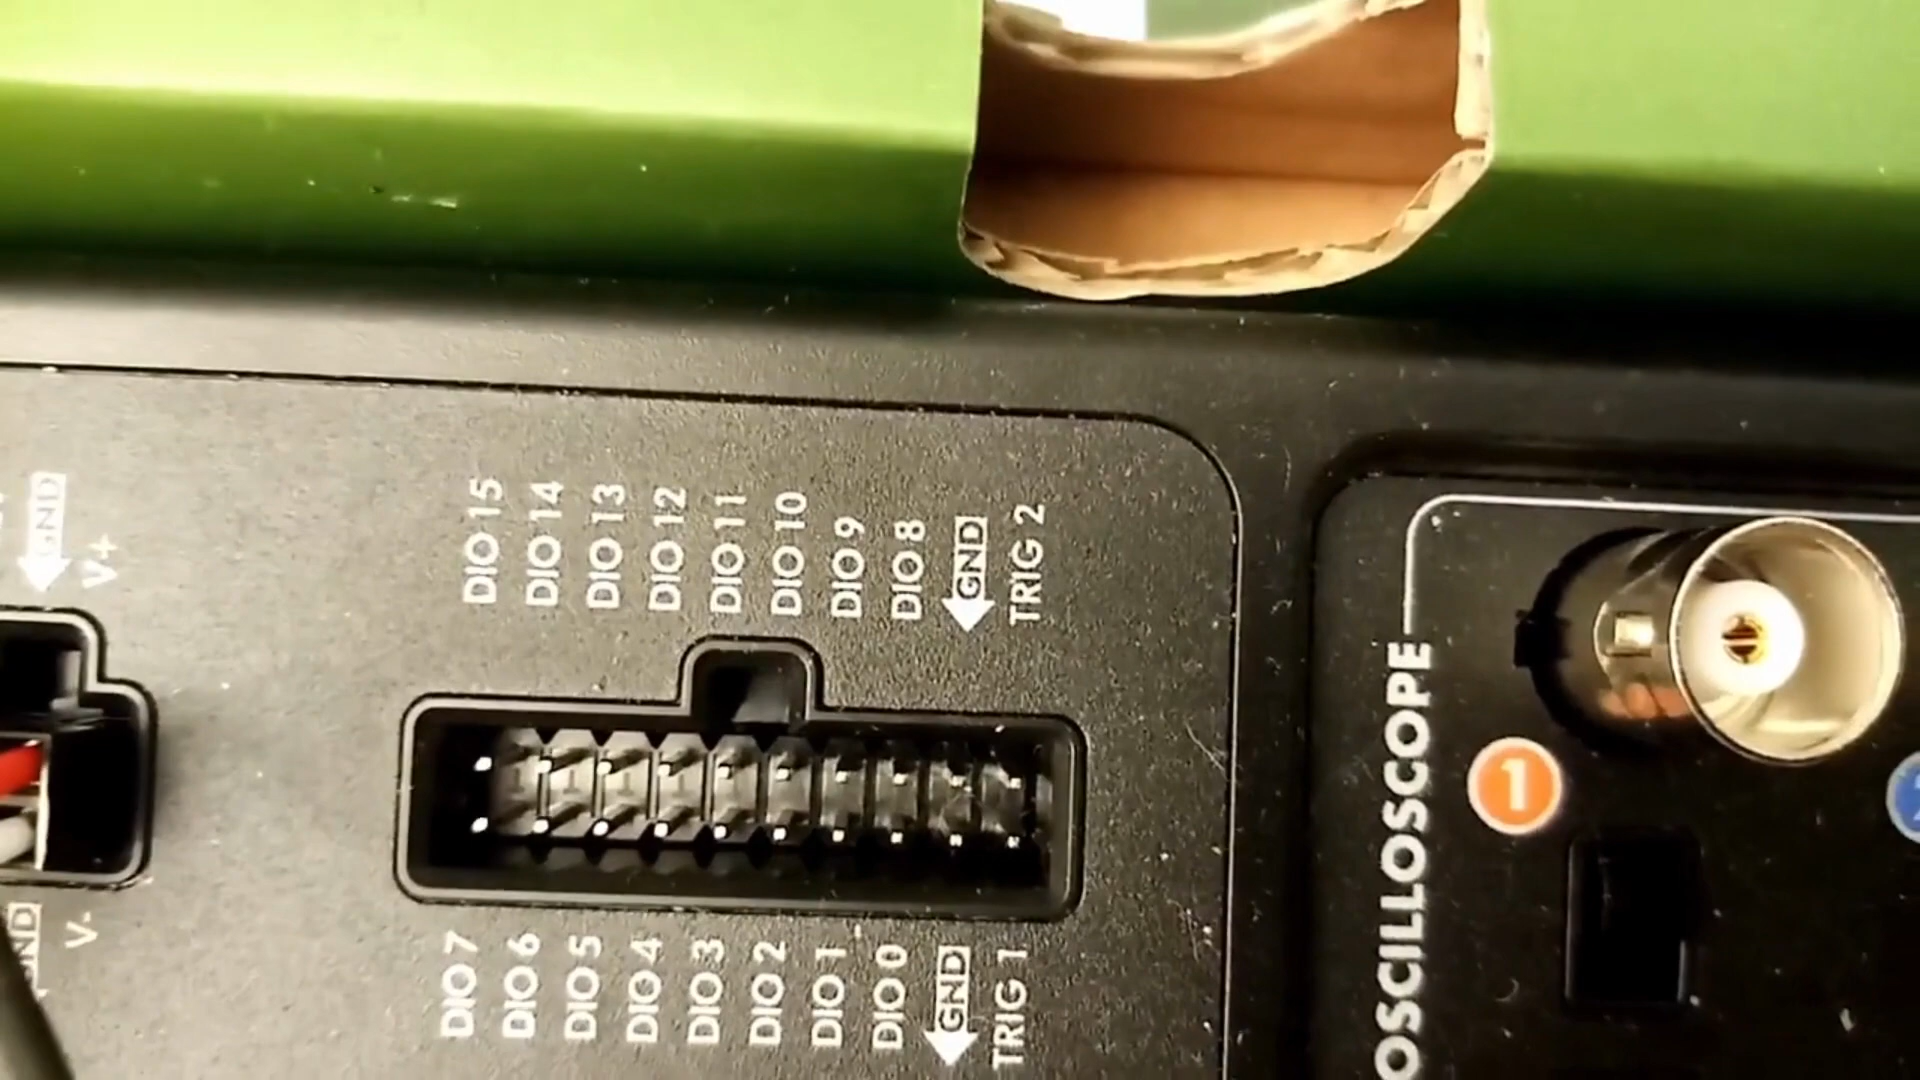 GND
V+
DIO 15
DIO 14
DIO 13
DIO 12
DIO 11
DIO 10
DIO 9
DIO 8
GND
TRIG 2
OSCILLOSCOPE
1
2
GND
V-
DIO 7
DIO 6
DIO 5
DIO 4
DIO 3
DIO 2
DIO 1
DIO 0
GND
TRIG 1